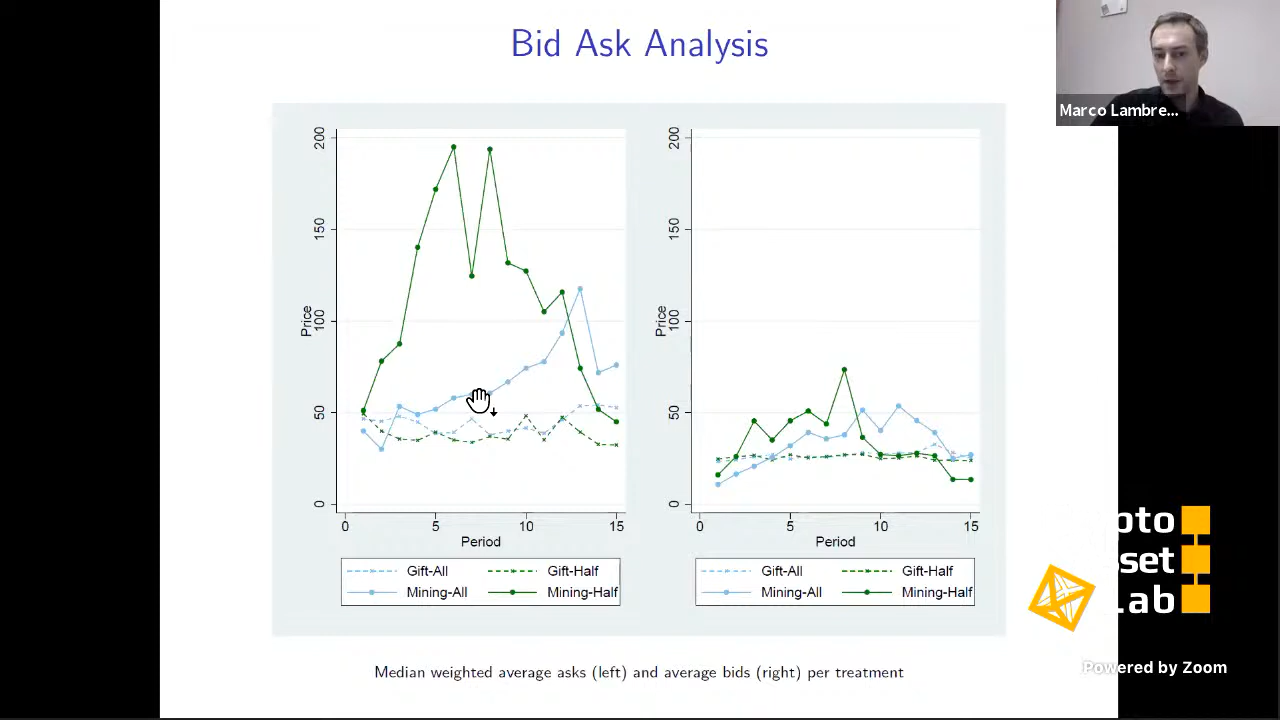 Bid Ask Analysis
Marco Lambre...
200
150
100
50
0
Price
0 5 10 15
Period
Gift-All Gift-Half
Mining-All Mining-Half
200
150
100
50
0
Price
0 5 10 15
Period
Gift-All Gift-Half
Mining-All Mining-Half
Median weighted average asks (left) and average bids (right) per treatment
pto
sset
Lab
Powered by Zoom